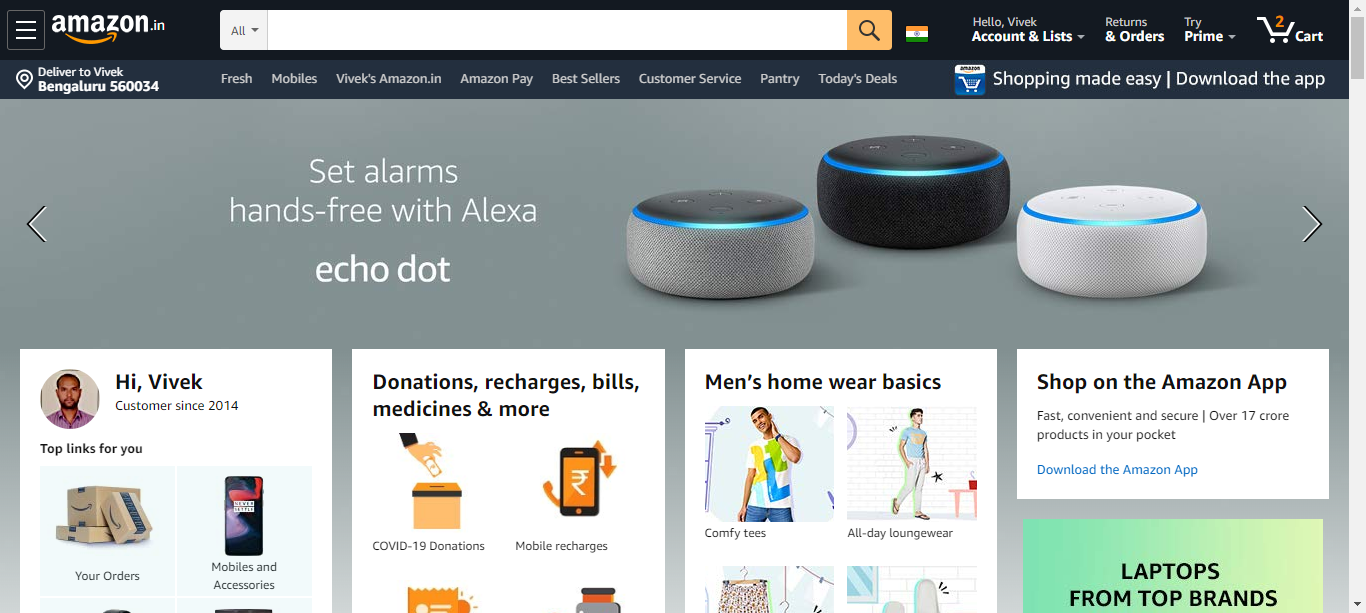 amazon.in
All
Hello, Vivek
Account & Lists
Returns
& Orders
Try
Prime
2
Cart
Deliver to Vivek
Bengaluru 560034
Fresh
Mobiles
Vivek's Amazon.in
Amazon Pay
Best Sellers
Customer Service
Pantry
Today's Deals
amazon
Shopping made easy | Download the app
Set alarms
hands-free with Alexa
echo dot
Hi, Vivek
Customer since 2014
Top links for you
Your Orders
NEVER
SETTLE
Mobiles and
Accessories
Donations, recharges, bills,
medicines & more
₹
COVID-19 Donations
Mobile recharges
Men's home wear basics
Comfy tees
All-day loungewear
Shop on the Amazon App
Fast, convenient and secure | Over 17 crore
products in your pocket
Download the Amazon App
LAPTOPS
FROM TOP BRANDS